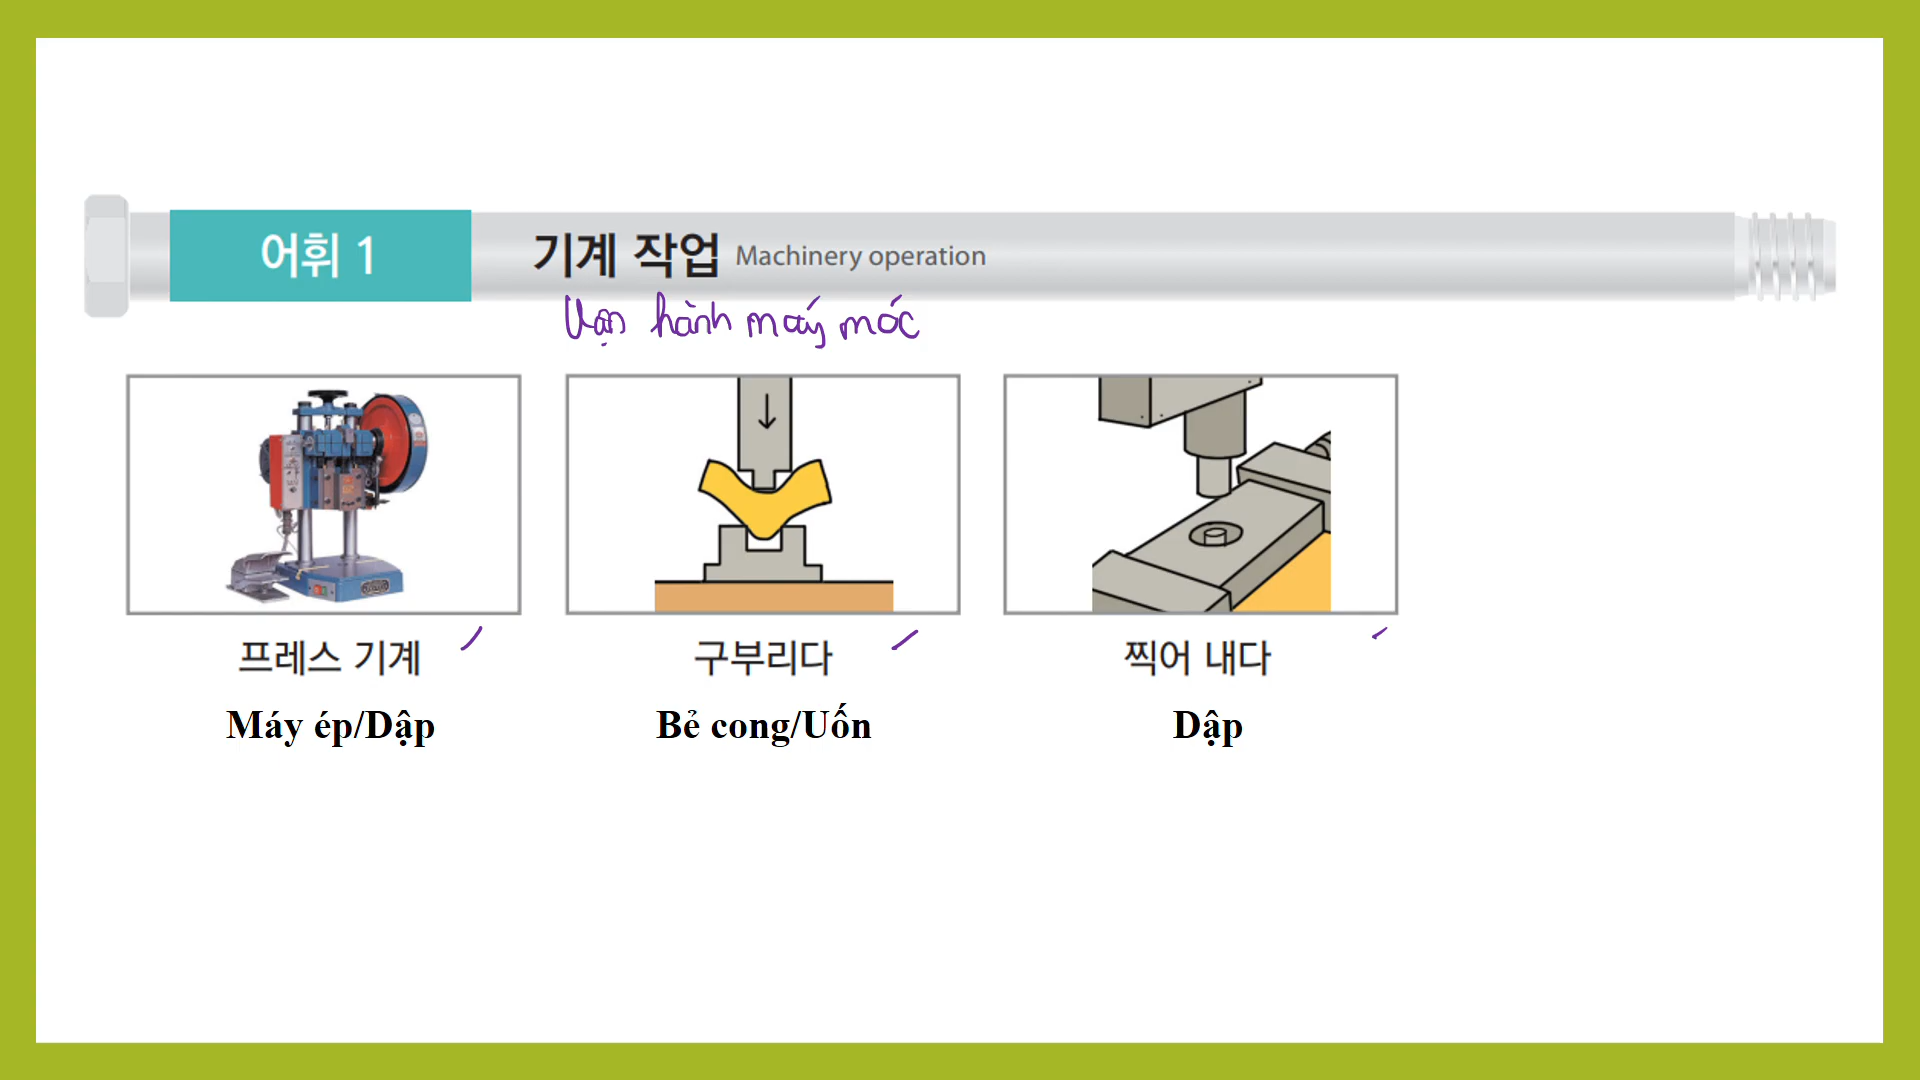 어휘 1 기계 작업 Machinery operation
Vận hành máy móc
프레스 기계 구부리다 찍어 내다
Máy ép/Dập Bẻ cong/Uốn Dập